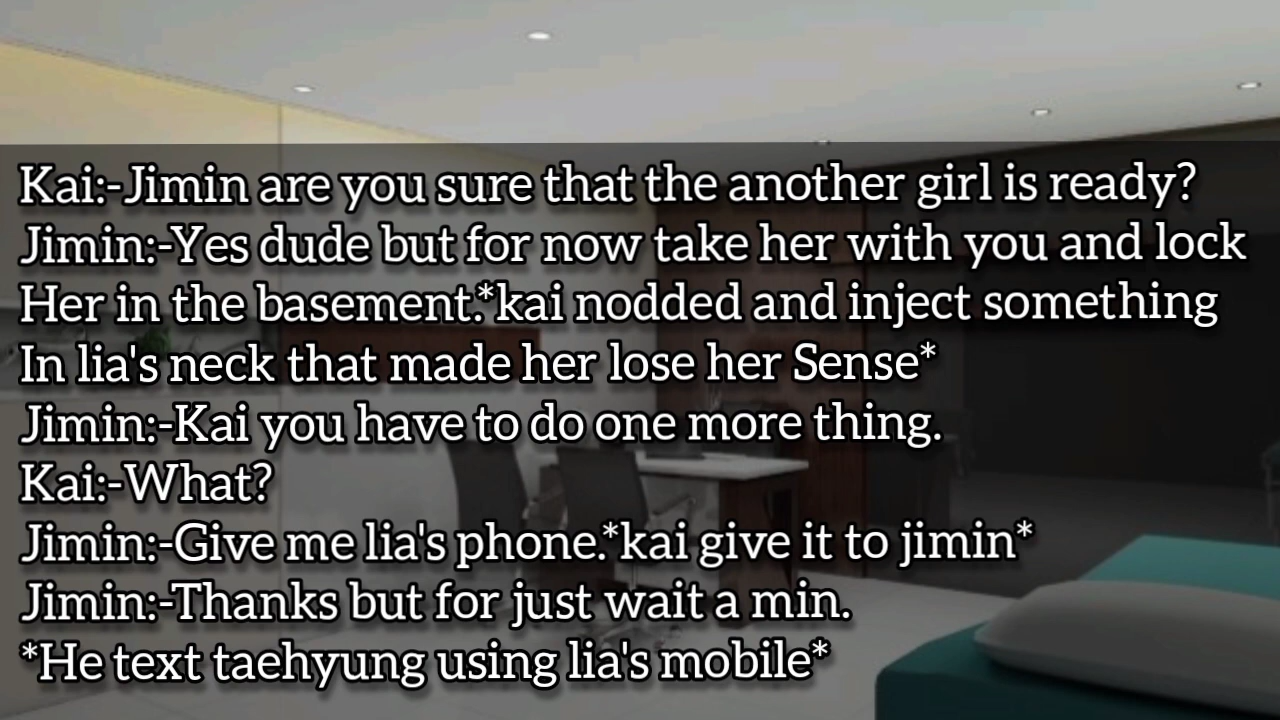 Kai:-Jimin are you sure that the another girl is ready?
Jimin:-Yes dude but for now take her with you and lock
Her in the basement.*kai nodded and inject something
In lia's neck that made her lose her Sense*
Jimin:-Kai you have to do one more thing.
Kai:-What?
Jimin:-Give me lia's phone.*kai give it to jimin*
Jimin:-Thanks but for just wait a min.
*He text taehyung using lia's mobile*